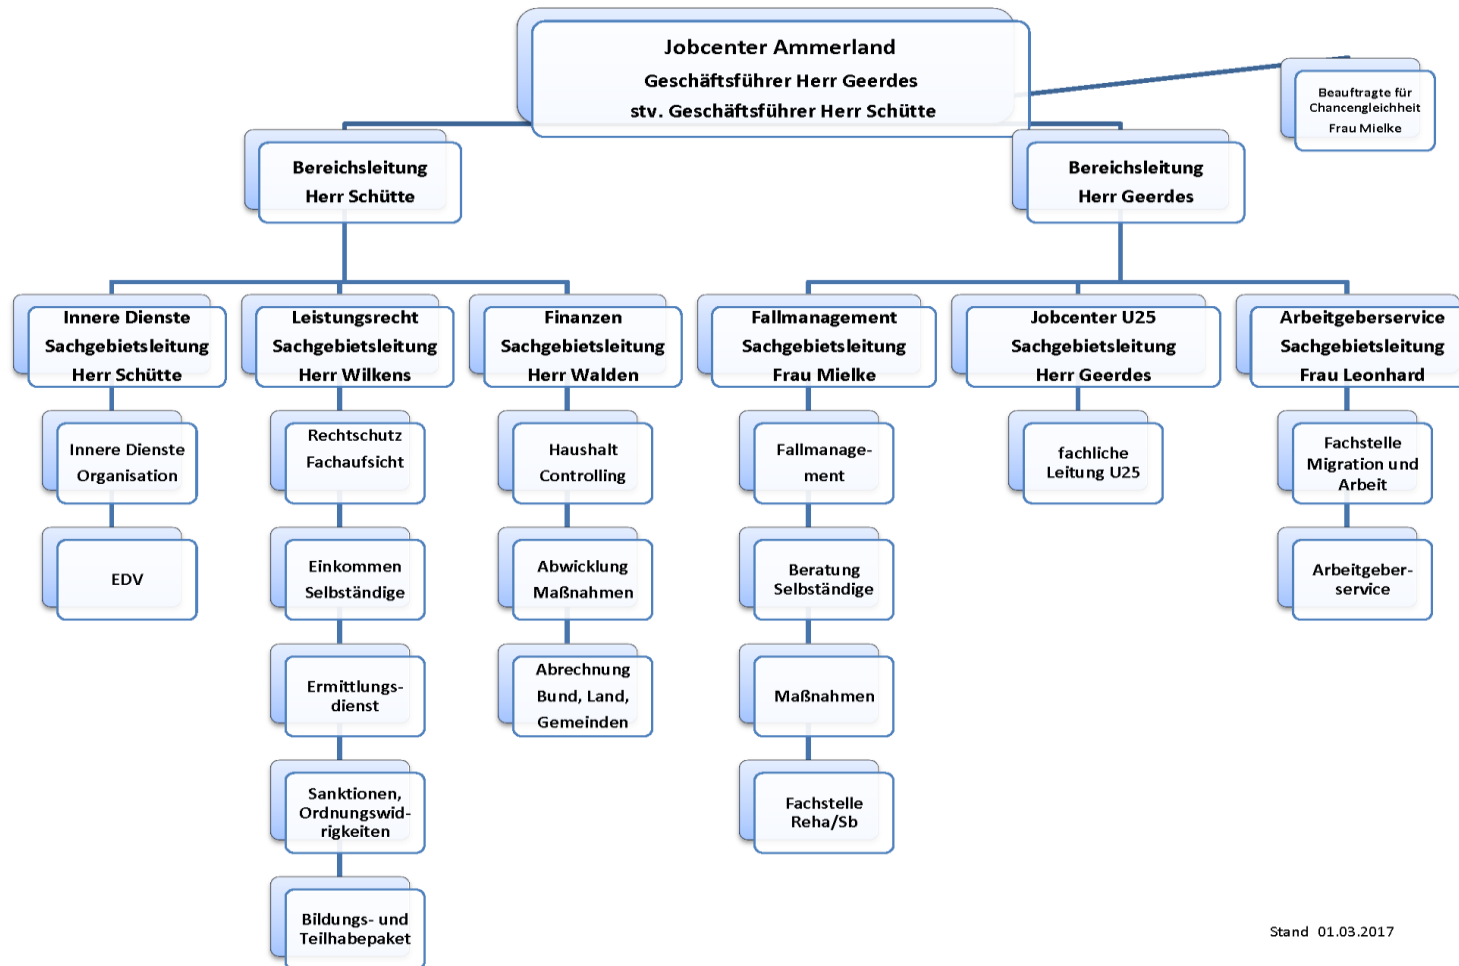 Jobcenter Ammerland
Geschäftsführer Herr Geerdes
stv. Geschäftsführer Herr Schütte
Beauftragte für
Chancengleichheit
Frau Mielke
Bereichsleitung
Herr Schütte
Bereichsleitung
Herr Geerdes
Innere Dienste
Sachgebietsleitung
Herr Schütte
Leistungsrecht
Sachgebietsleitung
Herr Wilkens
Finanzen
Sachgebietsleitung
Herr Walden
Fallmanagement
Sachgebietsleitung
Frau Mielke
Jobcenter U25
Sachgebietsleitung
Herr Geerdes
Arbeitgeberservice
Sachgebietsleitung
Frau Leonhard
Innere Dienste
Organisation
Rechtschutz
Fachaufsicht
Haushalt
Controlling
Fallmanage-
ment
fachliche
Leitung U25
Fachstelle
Migration und
Arbeit
EDV
Einkommen
Selbständige
Abwicklung
Maßnahmen
Beratung
Selbständige
Arbeitgeber-
service
Ermittlungs-
dienst
Abrechnung
Bund, Land,
Gemeinden
Maßnahmen
Sanktionen,
Ordnungswid-
rigkeiten
Fachstelle
Reha/Sb
Bildungs- und
Teilhabepaket
Stand 01.03.2017